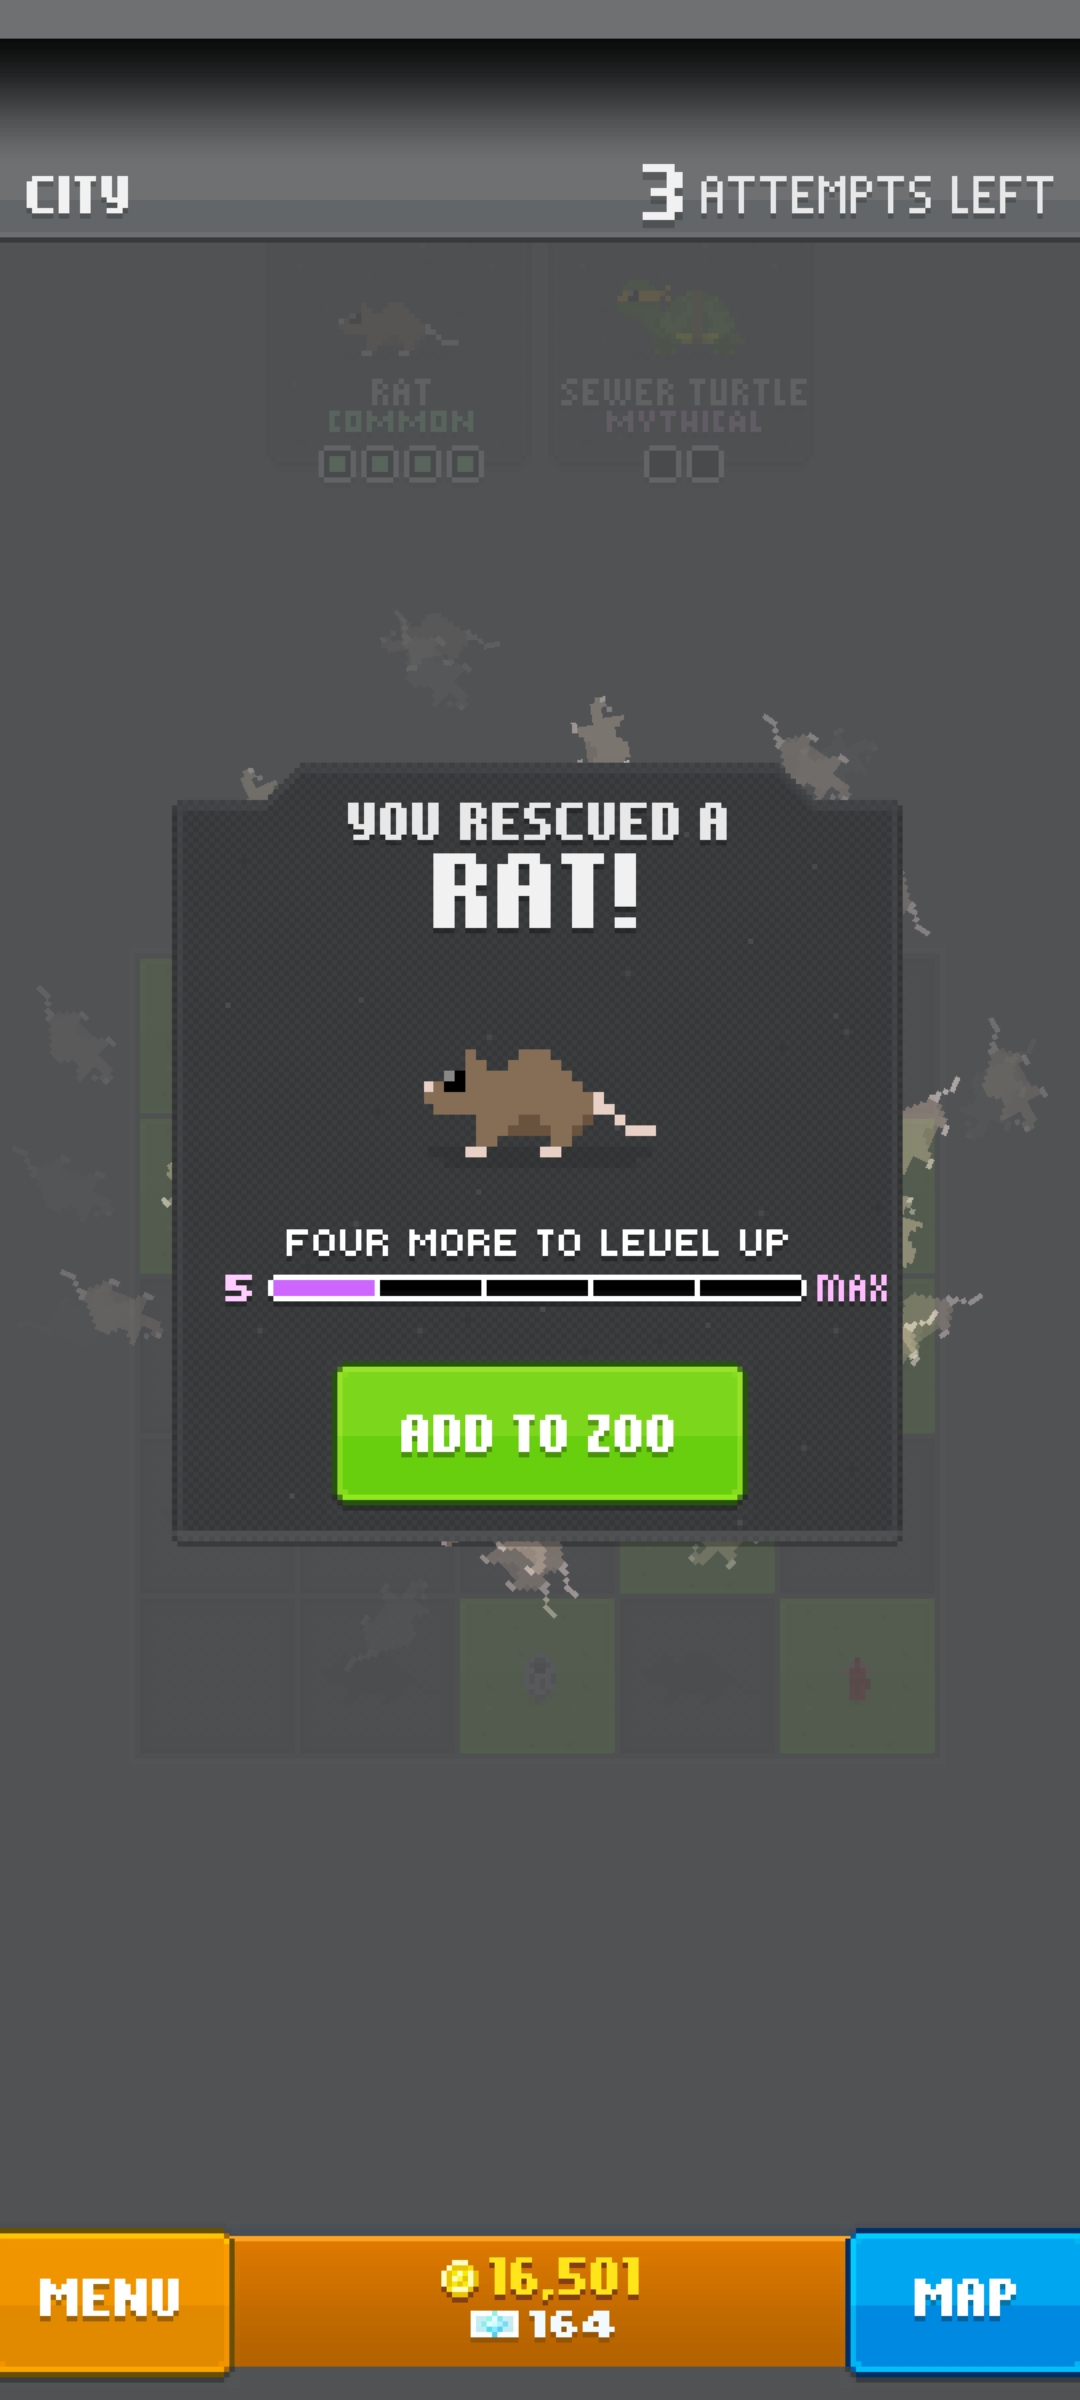 CITY
3 ATTEMPTS LEFT
RAT
COMMON
SEWER TURTLE
MYTHICAL
YOU RESCUED A
RAT!
FOUR MORE TO LEVEL UP
5
MAX
ADD TO ZOO
MENU
16,501
164
MAP